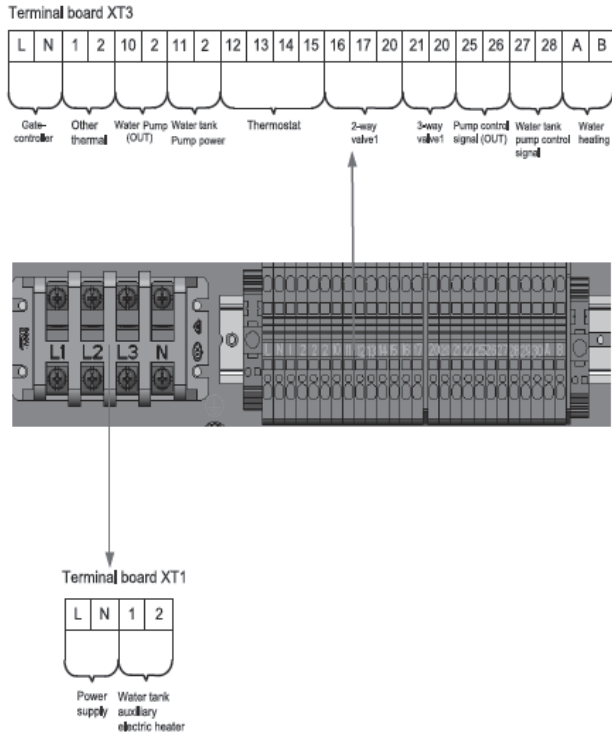 Terminal board XT3
L N 1 2 10 2 11 2 12 13 14 15 16 17 20 21 20 25 26 27 28 A B
Gate-
controller
Other
thermal
Water Pump
(OUT)
Water tank
Pump power
Thermostat
2-way
valve1
3-way
valve1
Pump control
signal (OUT)
Water tank
pump control
signal
Water
heating
L1 L2 L3 N
Terminal board XT1
L N 1 2
Power
supply
Water tank
auxiliary
electric heater